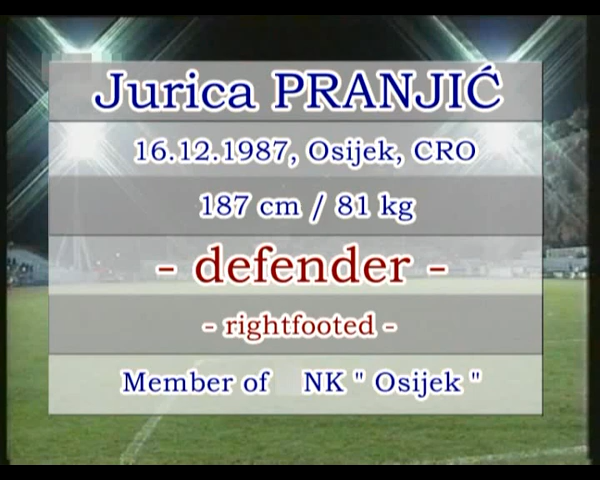 Jurica PRANJIĆ
16.12.1987, Osijek, CRO
187 cm / 81 kg
- defender -
- rightfooted -
Member of NK " Osijek "